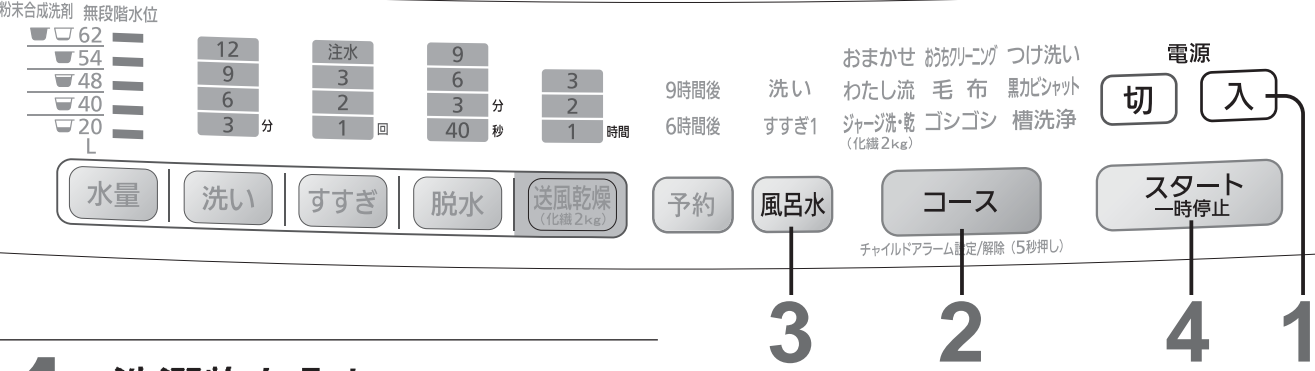 粉末合成洗剤 無段階水位
62
54
48
40
20
L
12
9
6
3 分
注水
3
2
1 回
9
6
3 分
40 秒
3
2
1 時間
9時間後
6時間後
洗い
すすぎ1
おまかせ おうちクリーニング つけ洗い
わたし流 毛布 黒カビシャット
ジャージ洗・乾 ゴシゴシ 槽洗浄
(化繊2kg)
電源
切 入
水量 洗い すすぎ 脱水 送風乾燥
(化繊2kg)
予約 風呂水 コース スタート
一時停止
チャイルドアラーム設定/解除(5秒押し)
3 2 4 1